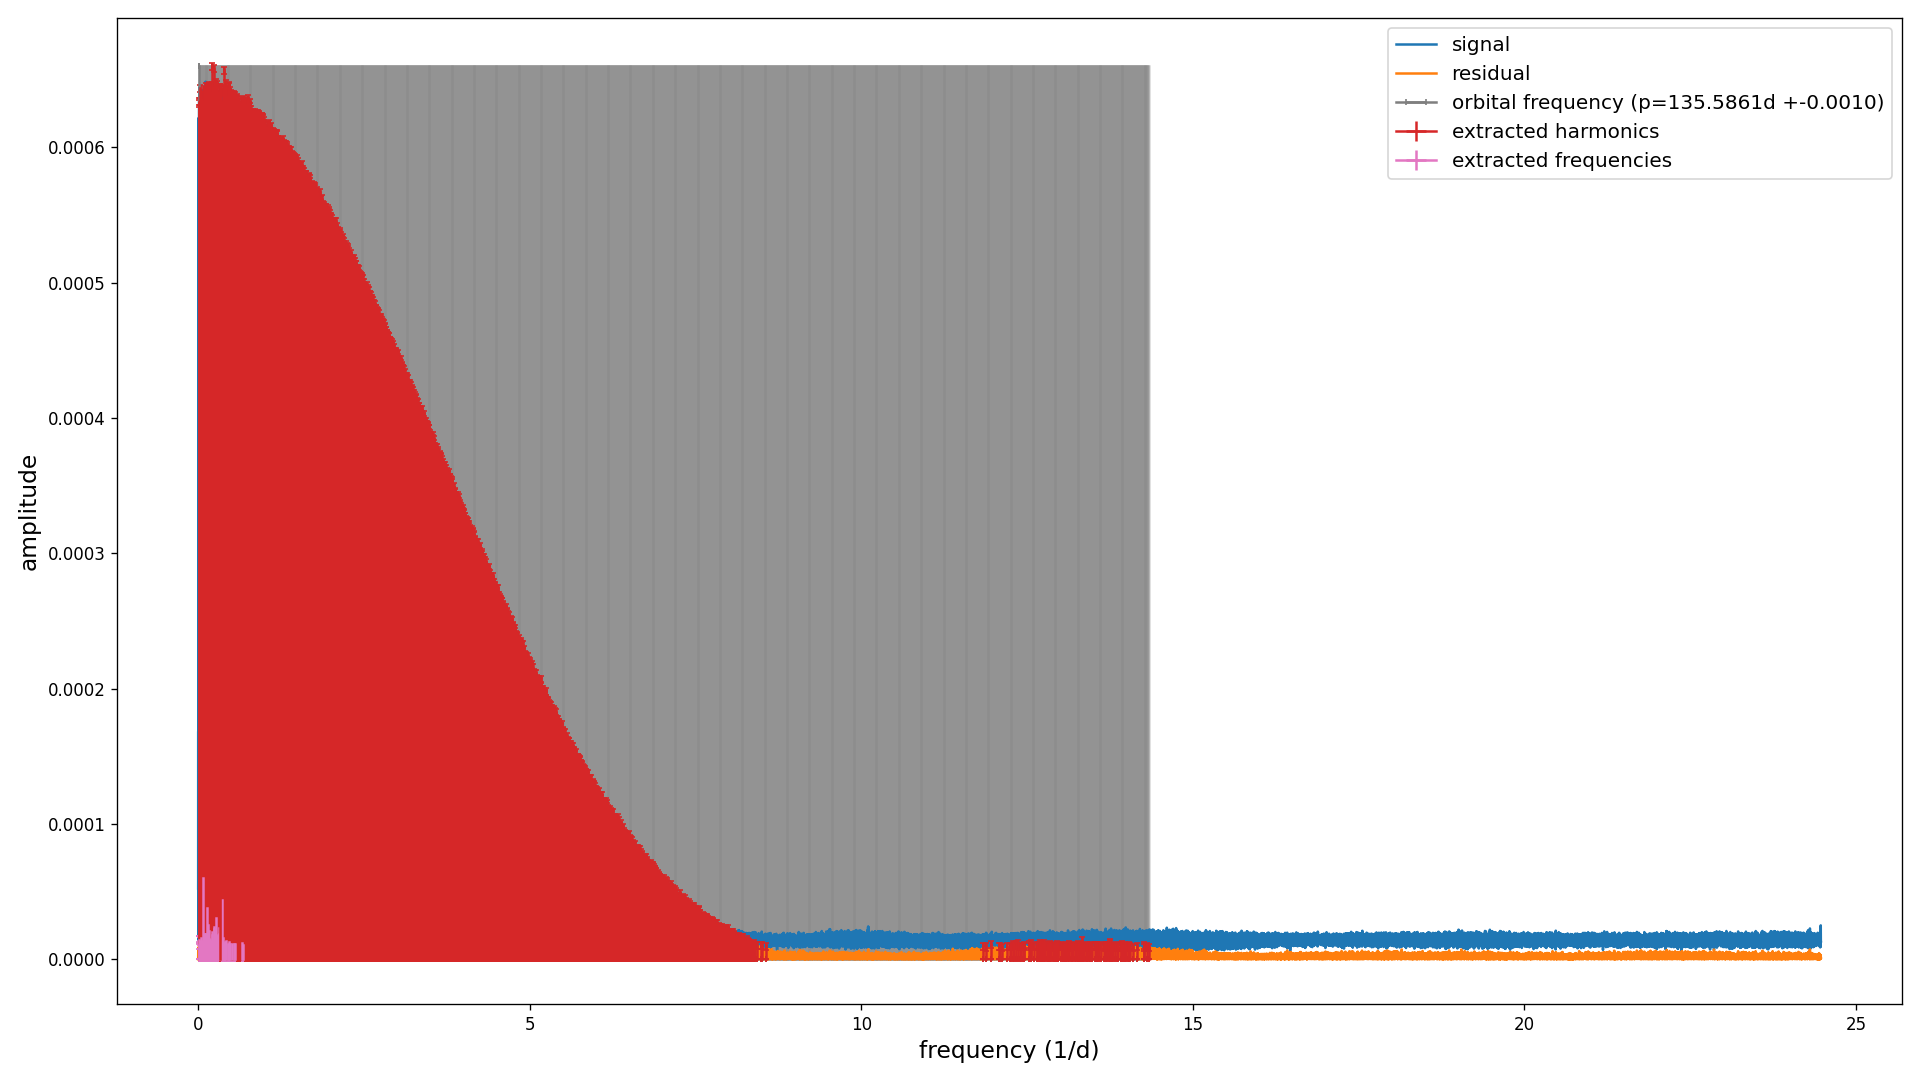 signal
residual
orbital frequency (p=135.5861d +-0.0010)
extracted harmonics
extracted frequencies
amplitude
0.0006
0.0005
0.0004
0.0003
0.0002
0.0001
0.0000
0 5 10 15 20 25
frequency (1/d)